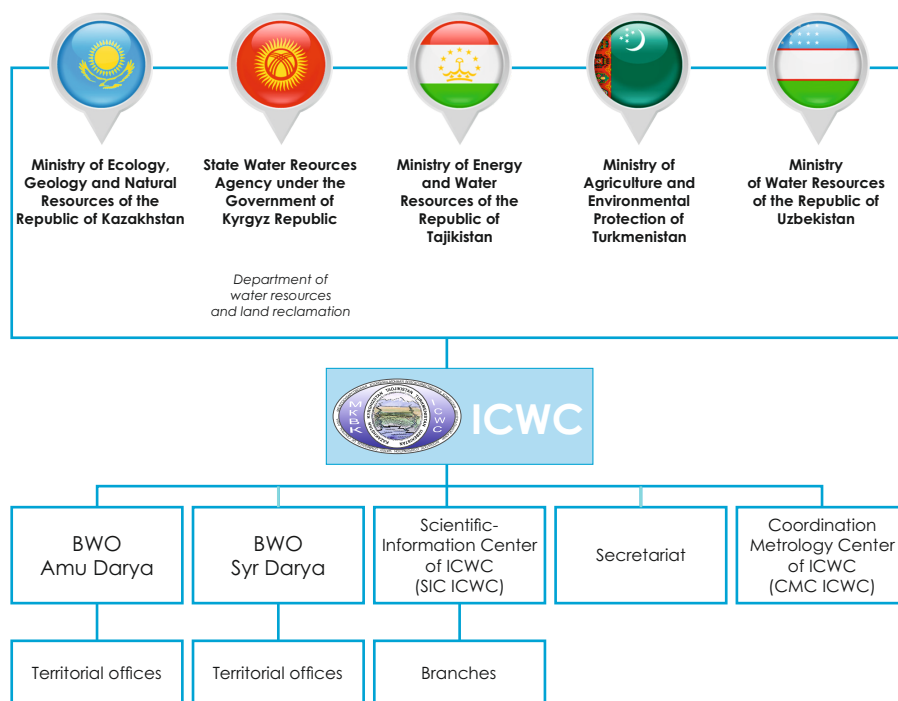 Ministry of Ecology,
Geology and Natural
Resources of the
Republic of Kazakhstan
State Water Reources
Agency under the
Government of
Kyrgyz Republic
Department of
water resources
and land reclamation
Ministry of Energy
and Water
Resources of the
Republic of
Tajikistan
Ministry of
Agriculture and
Environmental
Protection of
Turkmenistan
Ministry
of Water Resources
of the Republic of
Uzbekistan
ICWC
BWO
Amu Darya
BWO
Syr Darya
Scientific-
Information Center
of ICWC
(SIC ICWC)
Secretariat
Coordination
Metrology Center
of ICWC
(CMC ICWC)
Territorial offices
Territorial offices
Branches